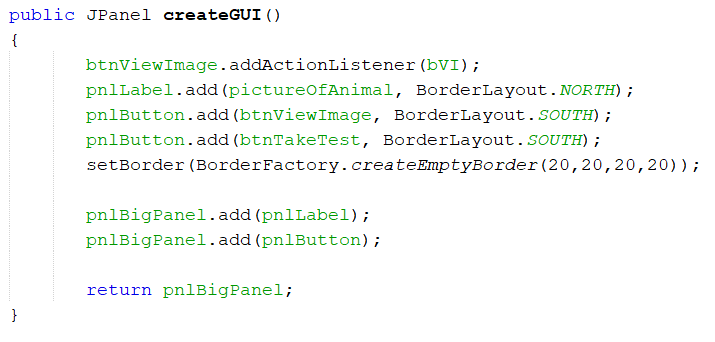 public JPanel createGUI()
{
btnViewImage.addActionListener(bVI);
pnlLabel.add(pictureOfAnimal, BorderLayout.NORTH);
pnlButton.add(btnViewImage, BorderLayout.SOUTH);
pnlButton.add(btnTakeTest, BorderLayout.SOUTH);
setBorder(BorderFactory.createEmptyBorder(20,20,20,20));
pnlBigPanel.add(pnlLabel);
pnlBigPanel.add(pnlButton);
return pnlBigPanel;
}